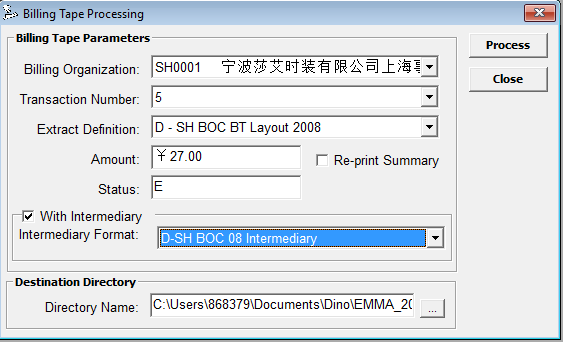 Billing Tape Processing
Billing Tape Parameters
Process
Billing Organization: SH0001 宁波莎艾时装有限公司上海
Close
Transaction Number: 5
Extract Definition: D - SH BOC BT Layout 2008
Amount: ￥27.00 Re-print Summary
Status: E
With Intermediary
Intermediary Format: D-SH BOC 08 Intermediary
Destination Directory
Directory Name: C:\Users\868379\Documents\Dino\EMMA_20 ...